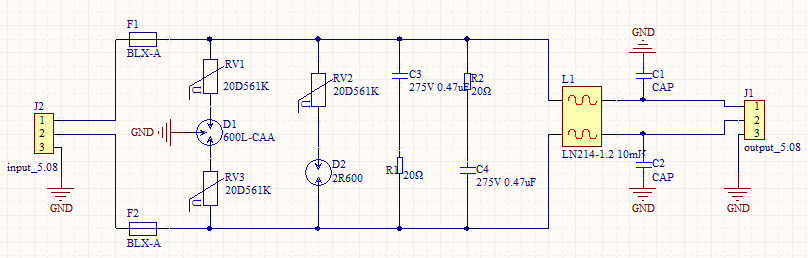 F1
BLX-A
GND
RV1
20D561K
RV2
20D561K
C3
275V 0.47uF
R2
20Ω
L1
C1
CAP
J1
1
2
3
output_5.08
J2
1
2
3
input_5.08
GND
D1
600L-CAA
GND
D2
2R600
RV3
20D561K
R1
20Ω
C4
275V 0.47uF
LN214-1.2 10mH
C2
CAP
GND
GND
F2
BLX-A